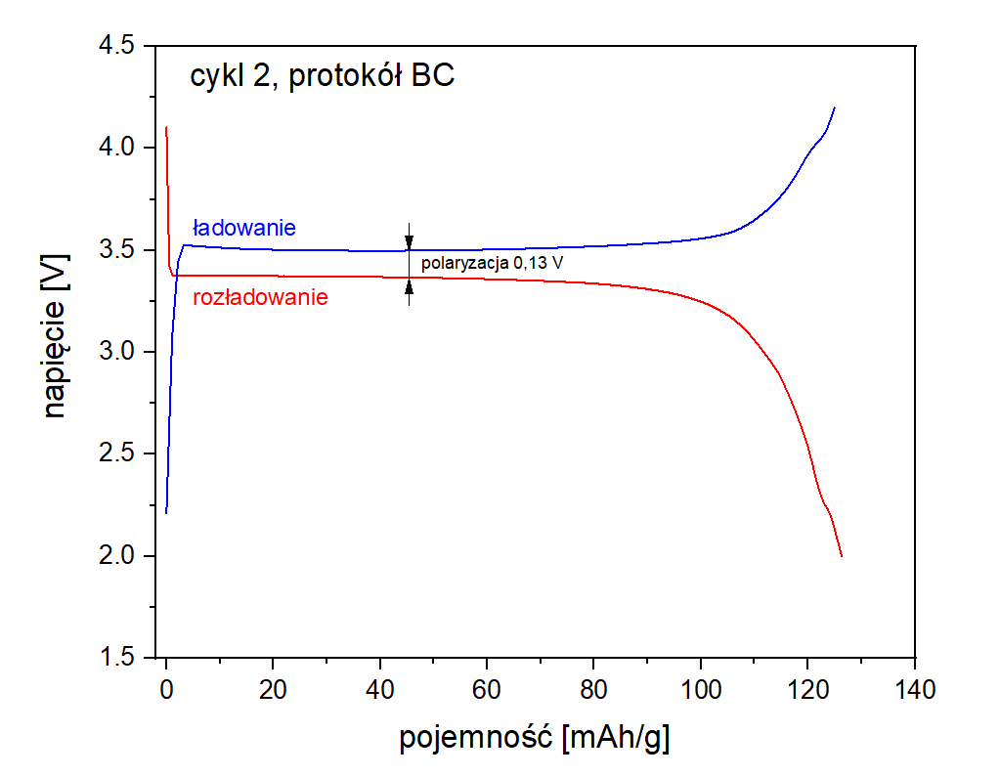 cykl 2, protokół BC
4.5
4.0
3.5
3.0
2.5
2.0
1.5
napięcie [V]
ładowanie
polaryzacja 0,13 V
rozładowanie
0 20 40 60 80 100 120 140
pojemność [mAh/g]